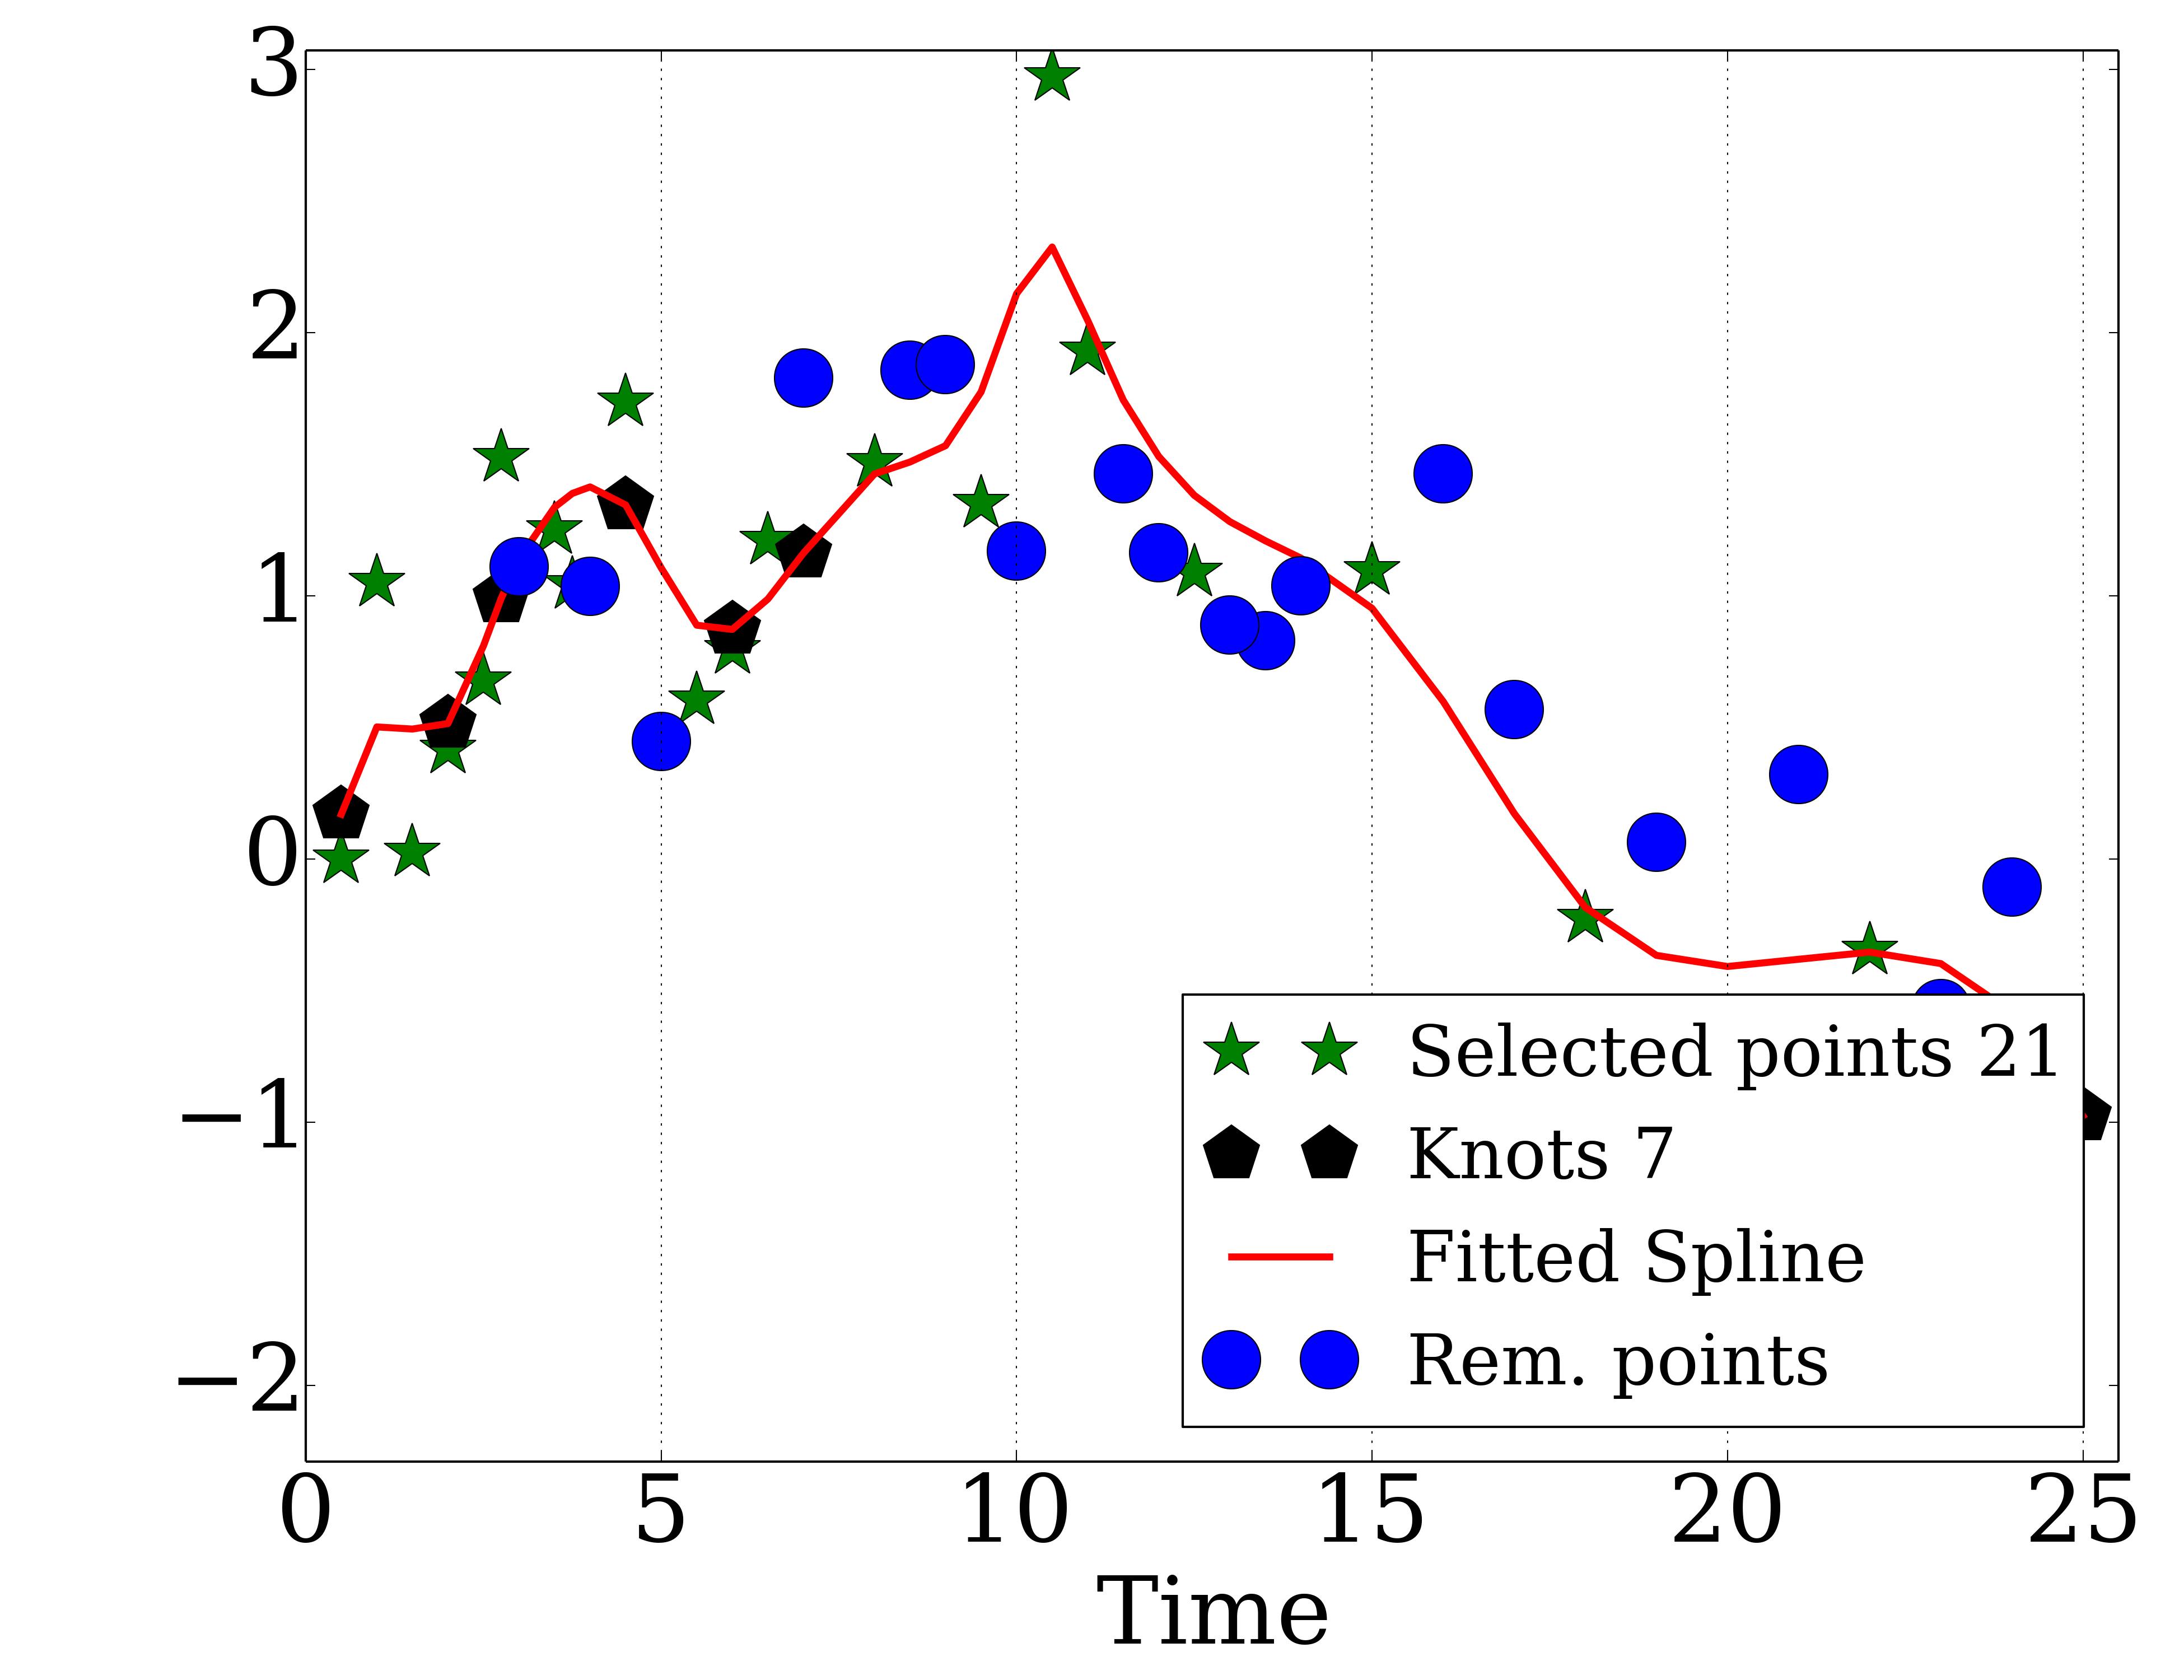 3
2
1
0
−1
−2
Selected points 21
Knots 7
Fitted Spline
Rem. points
0 5 10 15 20 25
Time